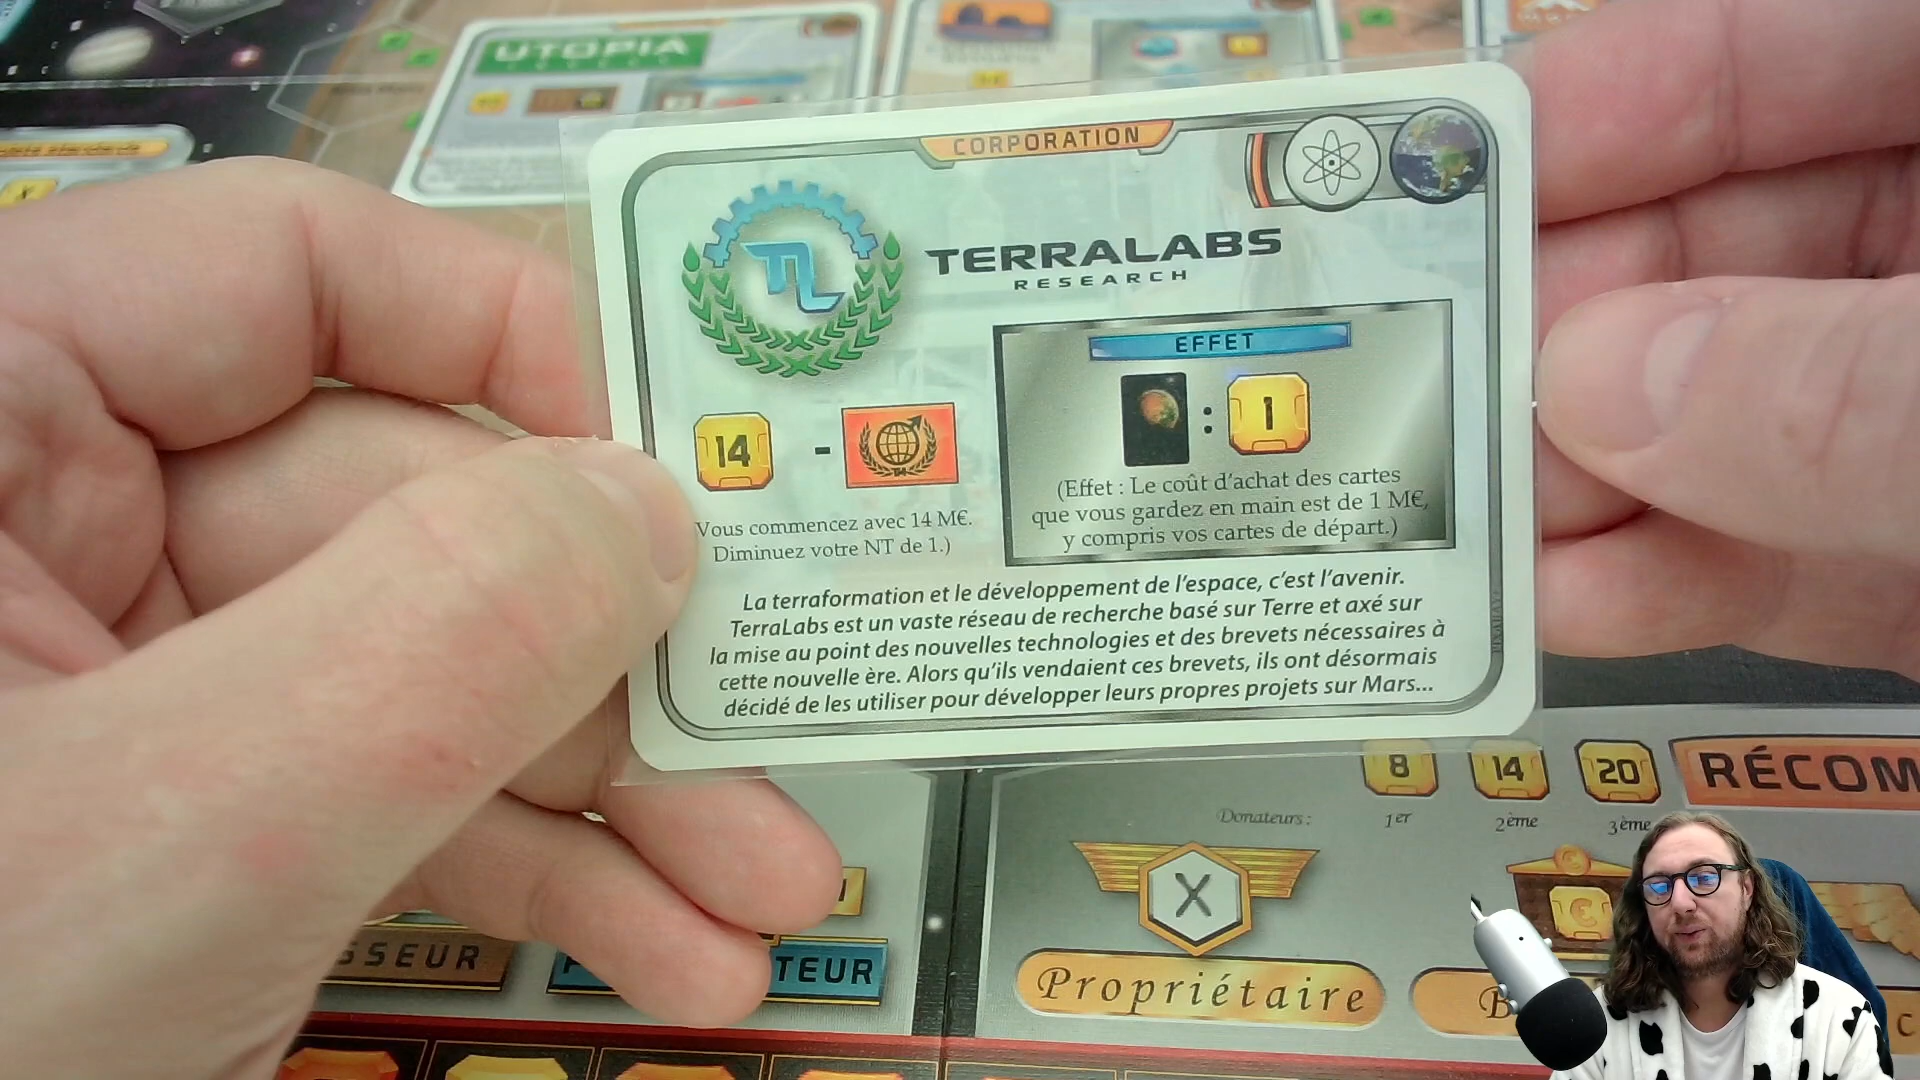 UTOPIA
CORPORATION
TERRALABS
RESEARCH
EFFET
1
14
-
:
(Effet : Le coût d'achat des cartes
que vous gardez en main est de 1 M€,
y compris vos cartes de départ.)
Vous commencez avec 14 M€.
Diminuez votre NT de 1.)
La terraformation et le développement de l'espace, c'est l'avenir.
TerraLabs est un vaste réseau de recherche basé sur Terre et axé sur
la mise au point des nouvelles technologies et des brevets nécessaires à
cette nouvelle ère. Alors qu'ils vendaient ces brevets, ils ont désormais
décidé de les utiliser pour développer leurs propres projets sur Mars...
8 14 20 RÉCOM
Donateurs : 1er 2ème 3ème
X
€
SSEUR
TEUR
Propriétaire
B